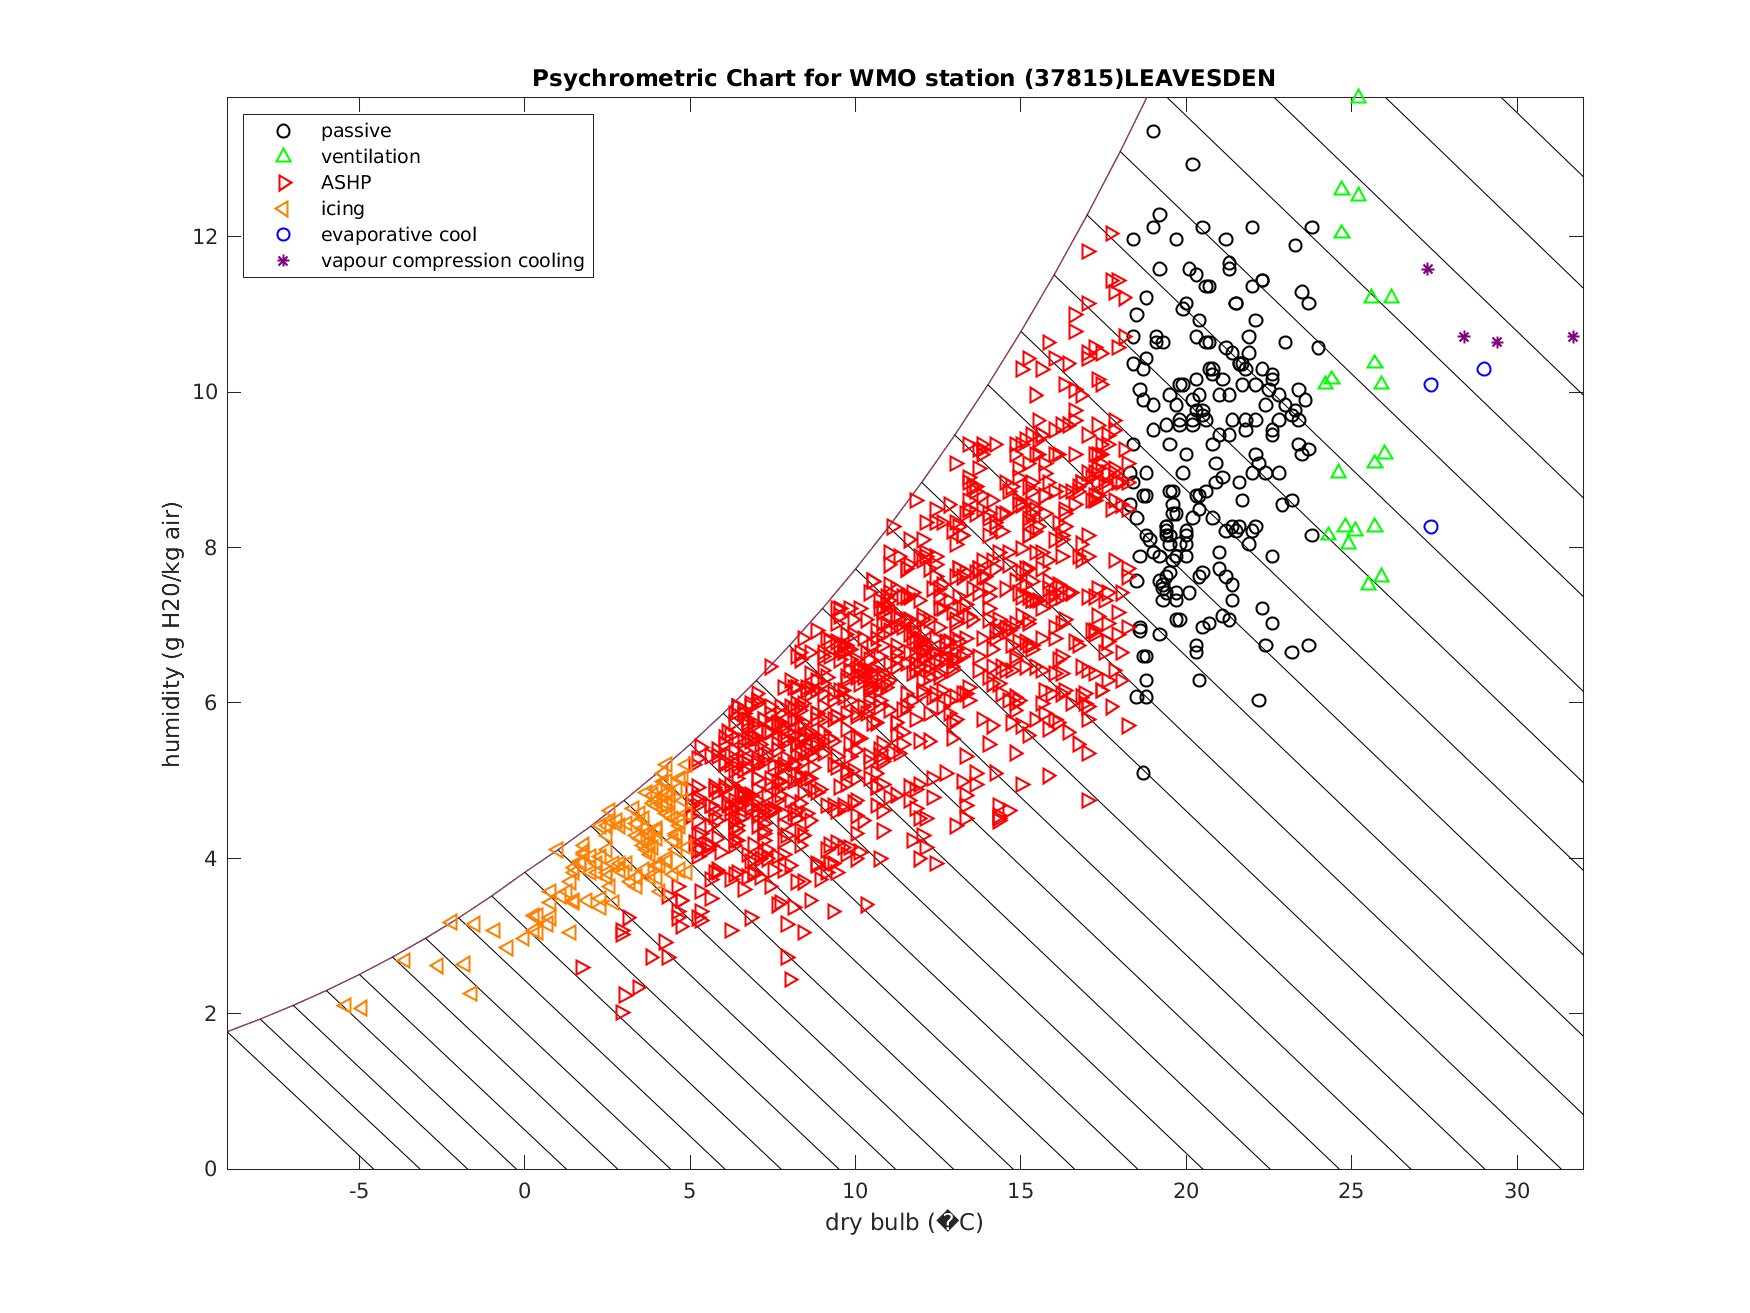 Psychrometric Chart for WMO station (37815)LEAVESDEN
passive
ventilation
ASHP
icing
evaporative cool
vapour compression cooling
humidity (g H20/kg air)
12
10
8
6
4
2
0
-5 0 5 10 15 20 25 30
dry bulb (�C)